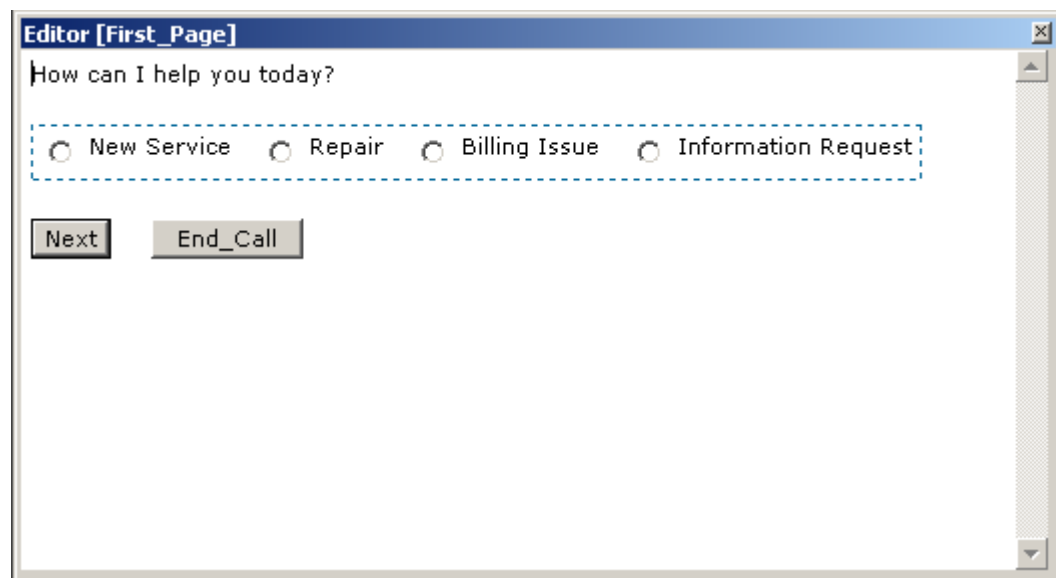 Editor [First_Page]
How can I help you today?
New Service Repair Billing Issue Information Request
Next End_Call